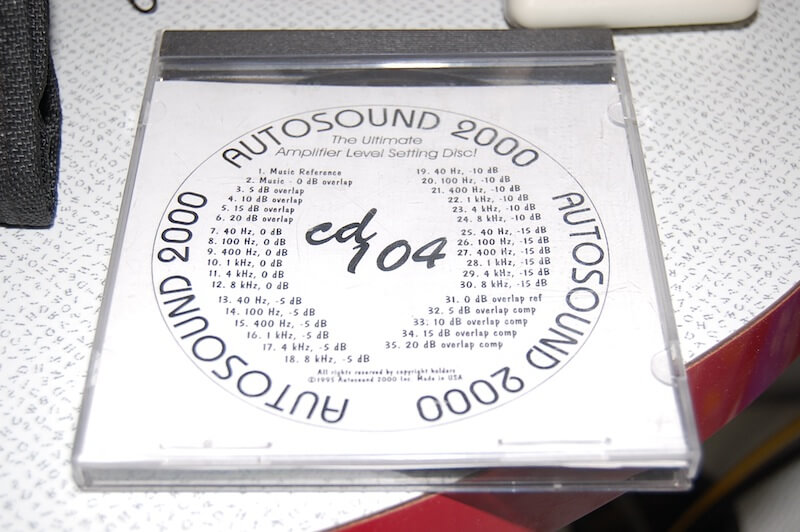 AUTOSOUND 2000
The Ultimate
Amplifier Level Setting Disc!
1. Music Reference
2. Music - 0 dB overlap
3. 5 dB overlap
4. 10 dB overlap
5. 15 dB overlap
6. 20 dB overlap
7. 40 Hz, 0 dB
8. 100 Hz, 0 dB
9. 400 Hz, 0 dB
10. 1 kHz, 0 dB
11. 4 kHz, 0 dB
12. 8 kHz, 0 dB
13. 40 Hz, -5 dB
14. 100 Hz, -5 dB
15. 400 Hz, -5 dB
16. 1 kHz, -5 dB
17. 4 kHz, -5 dB
18. 8 kHz, -5 dB
cd
104
19. 40 Hz, -10 dB
20. 100 Hz, -10 dB
21. 400 Hz, -10 dB
22. 1 kHz, -10 dB
23. 4 kHz, -10 dB
24. 8 kHz, -10 dB
25. 40 Hz, -15 dB
26. 100 Hz, -15 dB
27. 400 Hz, -15 dB
28. 1 kHz, -15 dB
29. 4 kHz, -15 dB
30. 8 kHz, -15 dB
31. 0 dB overlap ref
32. 5 dB overlap comp
33. 10 dB overlap comp
34. 15 dB overlap comp
35. 20 dB overlap comp
All rights reserved by copyright holders
©1995 Autosound 2000 Inc. Made in USA
AUTOSOUND 2000
AUTOSOUND 2000